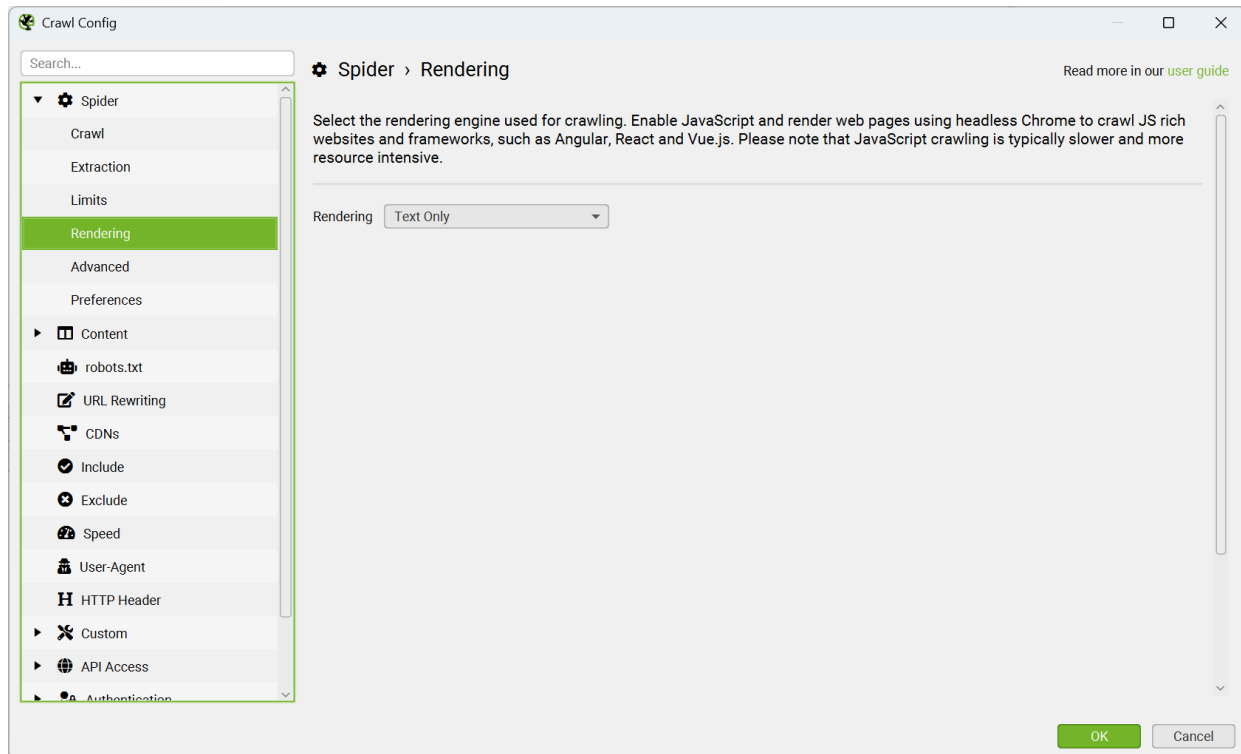 Crawl Config
Search...
Spider
Crawl
Extraction
Limits
Rendering
Advanced
Preferences
Content
robots.txt
URL Rewriting
CDNs
Include
Exclude
Speed
User-Agent
HTTP Header
Custom
API Access
Authentication
Spider › Rendering
Read more in our user guide
Select the rendering engine used for crawling. Enable JavaScript and render web pages using headless Chrome to crawl JS rich
websites and frameworks, such as Angular, React and Vue.js. Please note that JavaScript crawling is typically slower and more
resource intensive.
Rendering Text Only
OK Cancel